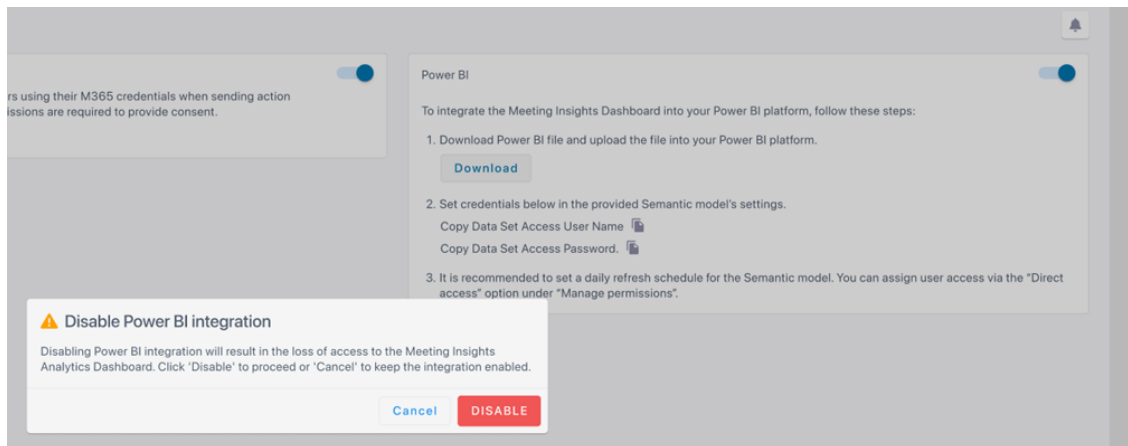 rs using their M365 credentials when sending action
issions are required to provide consent.
Power BI
To integrate the Meeting Insights Dashboard into your Power BI platform, follow these steps:
1. Download Power BI file and upload the file into your Power BI platform.
Download
2. Set credentials below in the provided Semantic model's settings.
Copy Data Set Access User Name
Copy Data Set Access Password.
3. It is recommended to set a daily refresh schedule for the Semantic model. You can assign user access via the “Direct
access” option under “Manage permissions”.
Disable Power BI integration
Disabling Power BI integration will result in the loss of access to the Meeting Insights
Analytics Dashboard. Click 'Disable' to proceed or 'Cancel' to keep the integration enabled.
Cancel
DISABLE